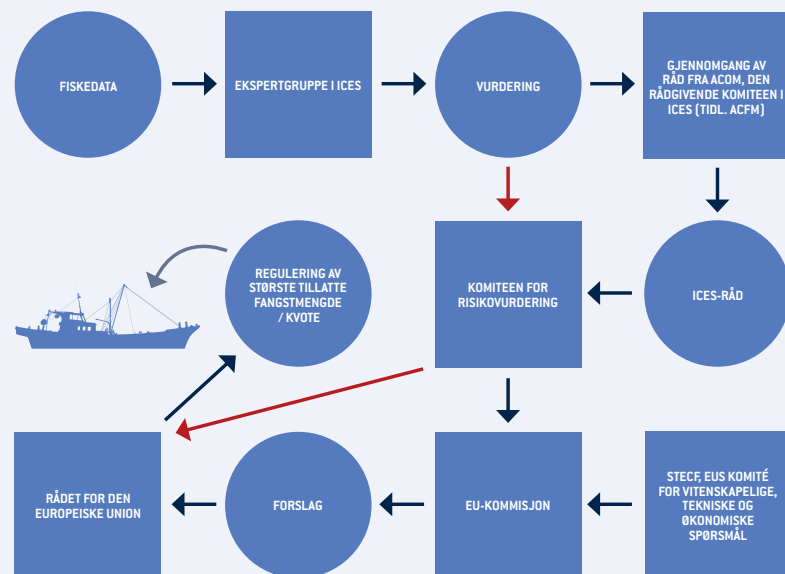 FISKEDATA
EKSPERTGRUPPE I ICES
VURDERING
GJENNOMGANG AV
RÅD FRA ACOM, DEN
RÅDGIVENDE KOMITEEN I
ICES (TIDL. ACFM)
REGULERING AV
STØRSTE TILLATTE
FANGSTMENGDE
/ KVOTE
KOMITEEN FOR
RISIKOVURDERING
ICES-RÅD
RÅDET FOR DEN
EUROPEISKE UNION
FORSLAG
EU-KOMMISJON
STECF, EUS KOMITÉ
FOR VITENSKAPELIGE,
TEKNISKE OG
ØKONOMISKE
SPØRSMÅL